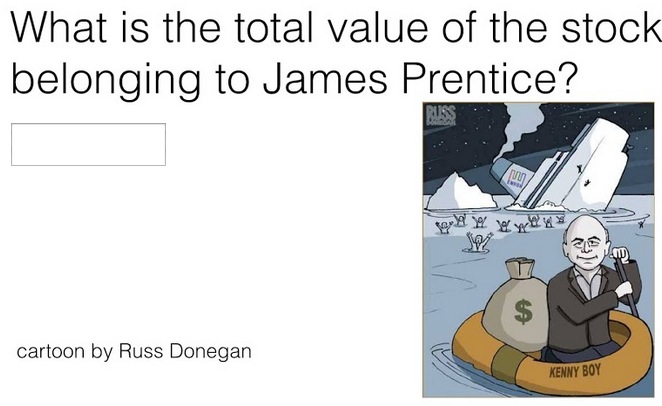 What is the total value of the stock
belonging to James Prentice?
RUSS
$
KENNY BOY
cartoon by Russ Donegan